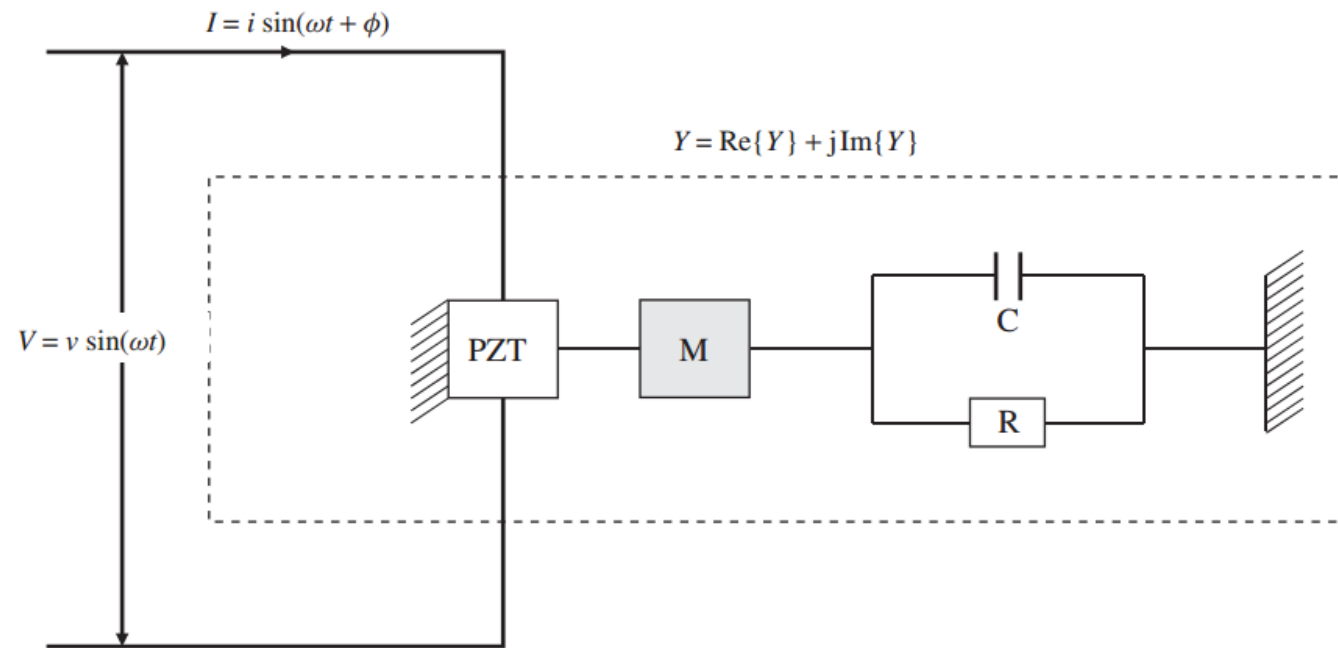 I = i sin(ωt + ϕ)
Y = Re{Y} + jIm{Y}
V = v sin(ωt)
PZT
M
C
R